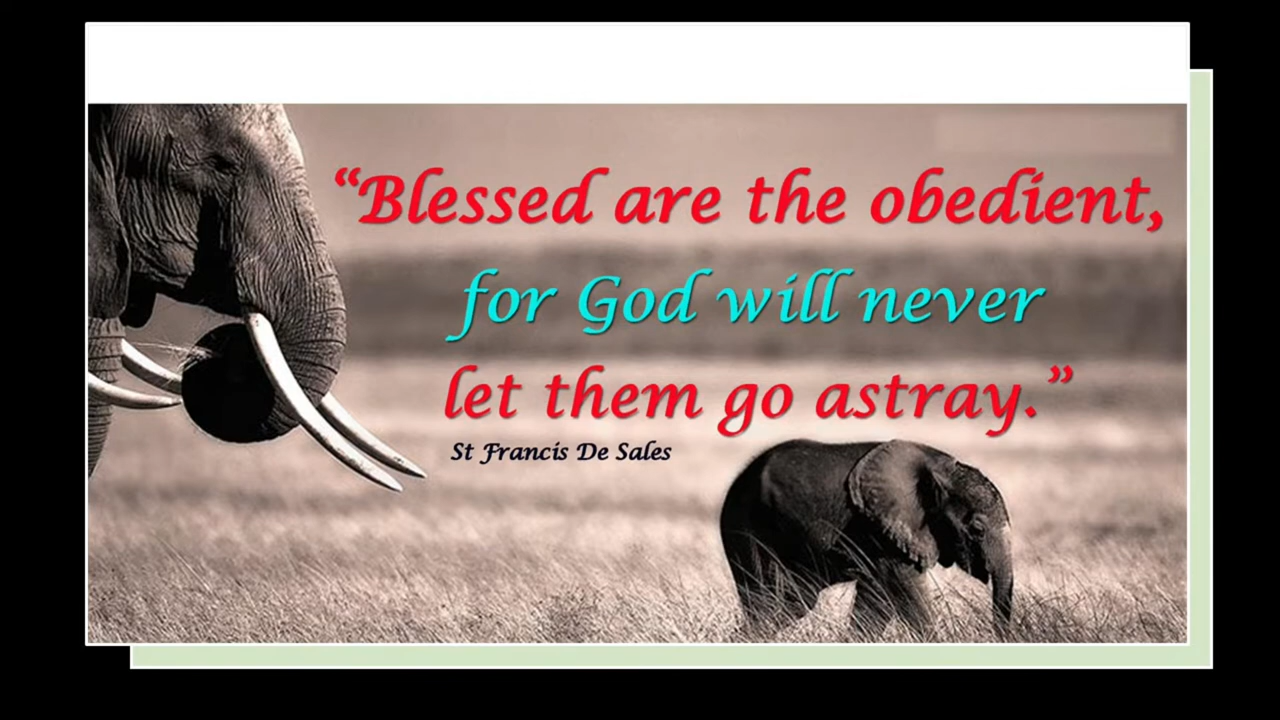 “Blessed are the obedient,
for God will never
let them go astray.”
St Francis De Sales